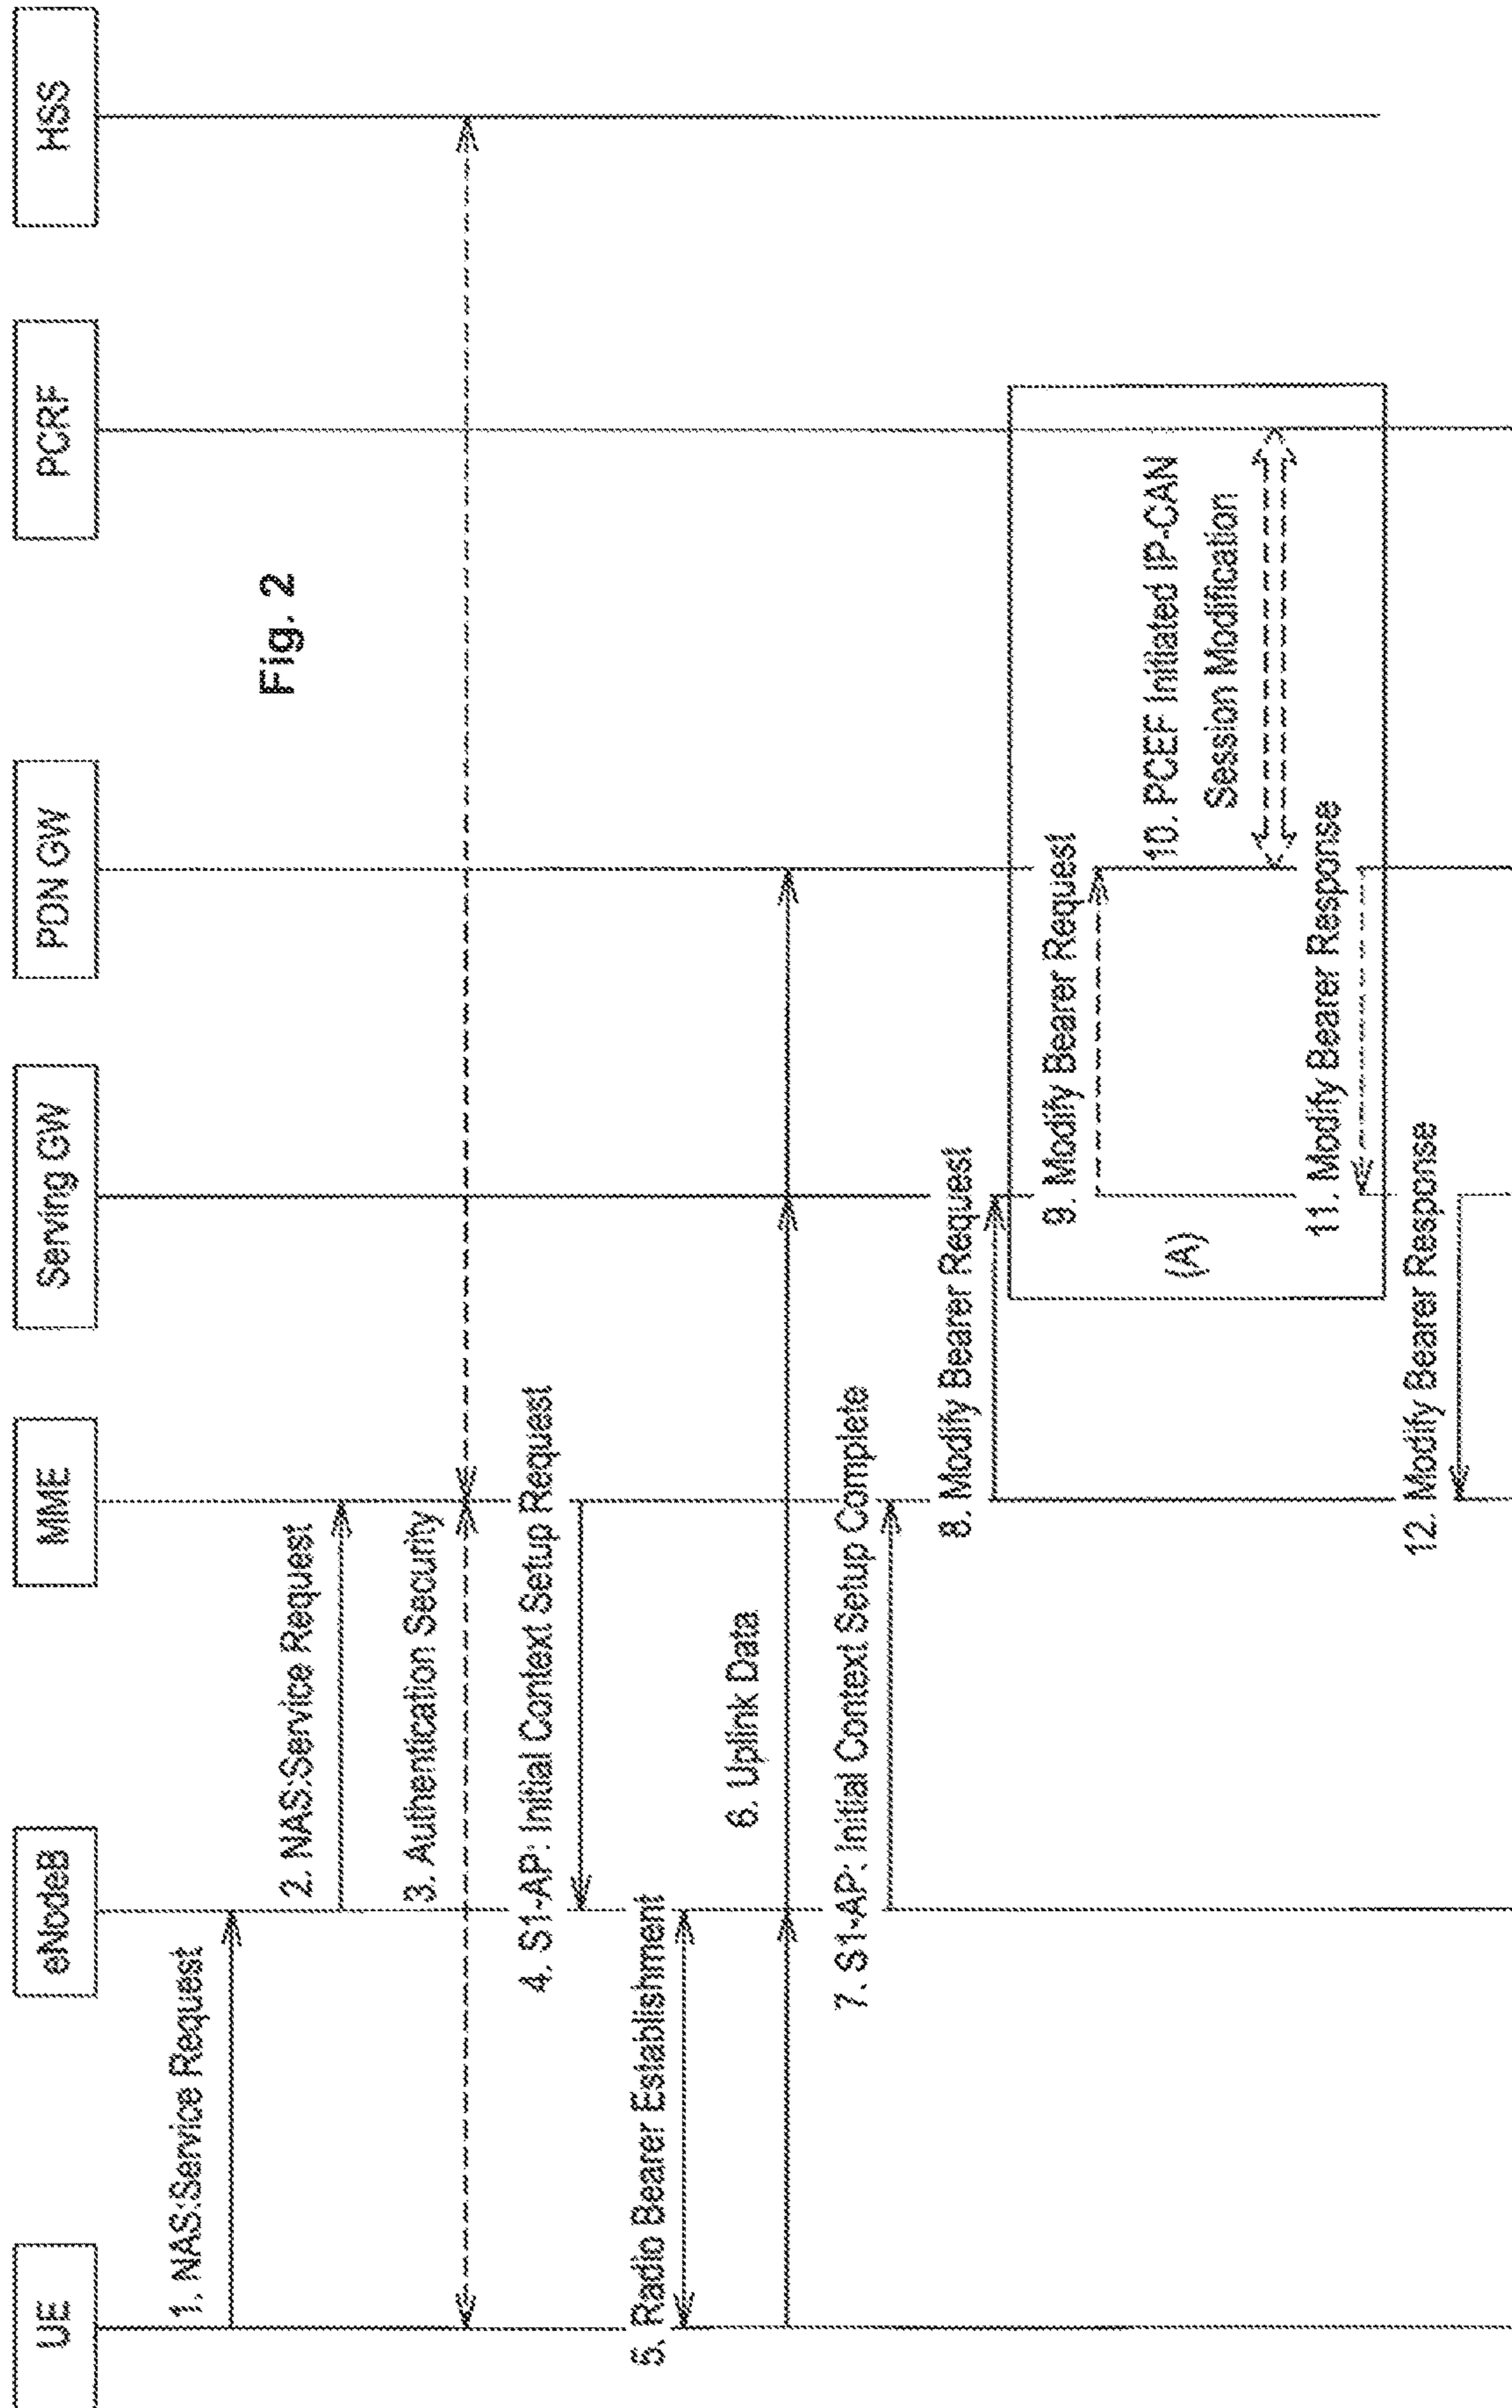 UE
eNodeB
MME
Serving GW
PDN GW
PCRF
HSS
Fig. 2
1. NAS:Service Request
2. NAS:Service Request
3. Authentication Security
4. S1-AP: Initial Context Setup Request
5. Radio Bearer Establishment
6. Uplink Data
7. S1-AP: Initial Context Setup Complete
8. Modify Bearer Request
9. Modify Bearer Request
(A)
10. PCEF Initiated IP-CAN
Session Modification
11. Modify Bearer Response
12. Modify Bearer Response